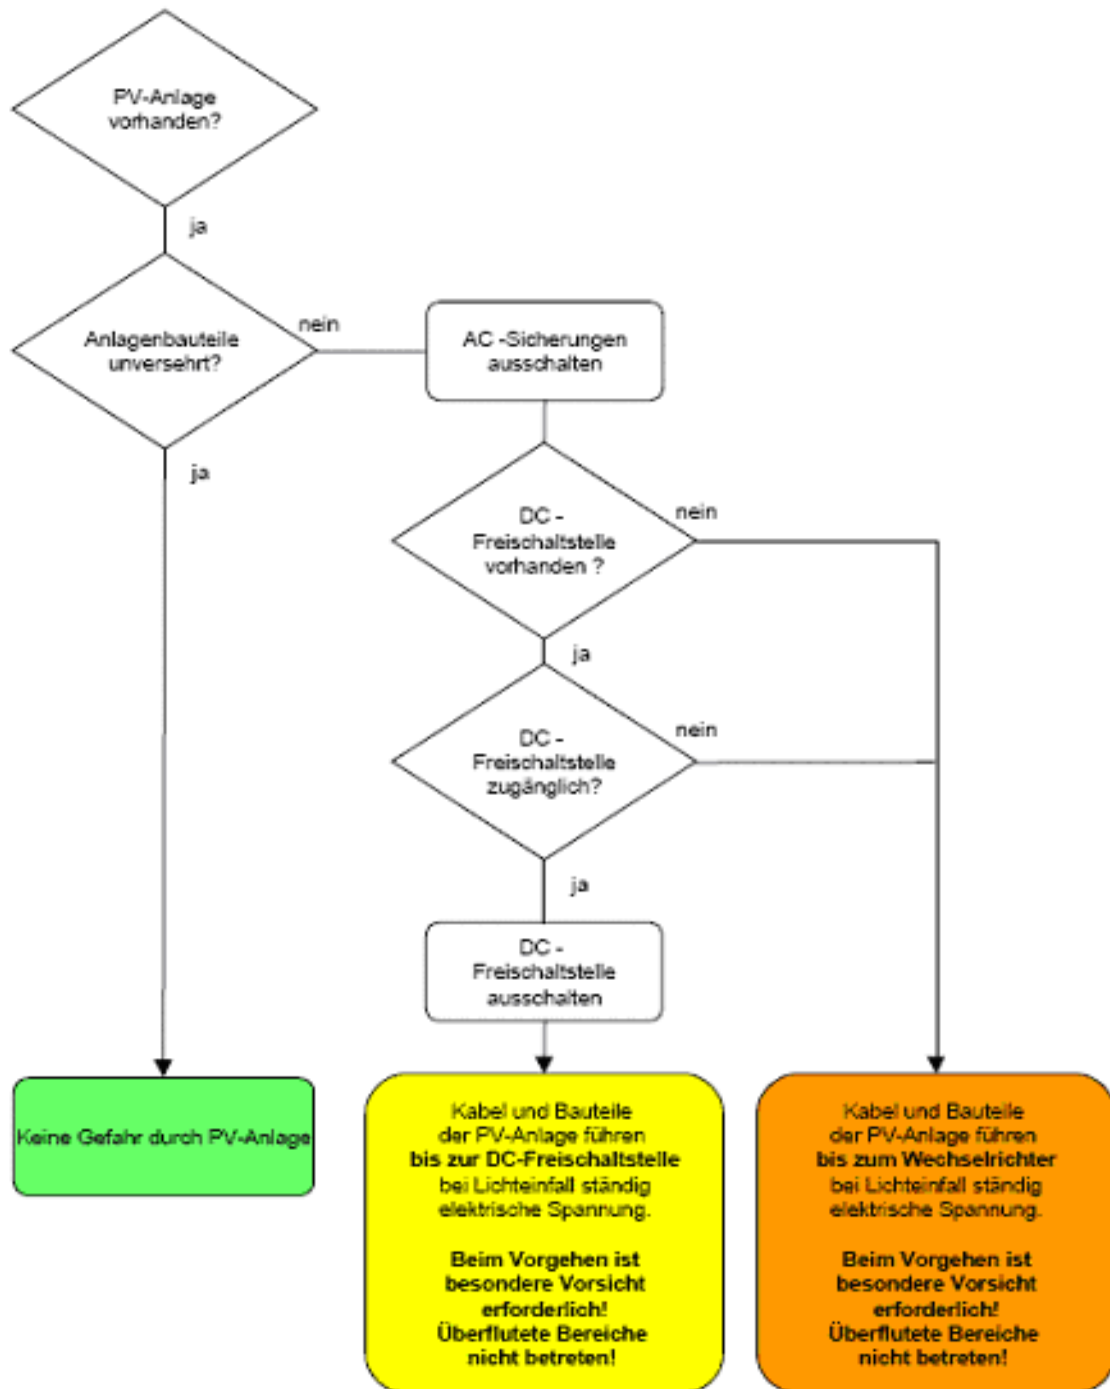 PV-Anlage
vorhanden?
ja
Anlagenbauteile
unversehrt?
nein
AC -Sicherungen
ausschalten
ja
DC -
Freischaltstelle
vorhanden ?
nein
ja
DC -
Freischaltstelle
zugänglich?
nein
ja
DC -
Freischaltstelle
ausschalten
Keine Gefahr durch PV-Anlage
Kabel und Bauteile
der PV-Anlage führen
bis zur DC-Freischaltstelle
bei Lichteinfall ständig
elektrische Spannung.
Beim Vorgehen ist
besondere Vorsicht
erforderlich!
Überflutete Bereiche
nicht betreten!
Kabel und Bauteile
der PV-Anlage führen
bis zum Wechselrichter
bei Lichteinfall ständig
elektrische Spannung.
Beim Vorgehen ist
besondere Vorsicht
erforderlich!
Überflutete Bereiche
nicht betreten!